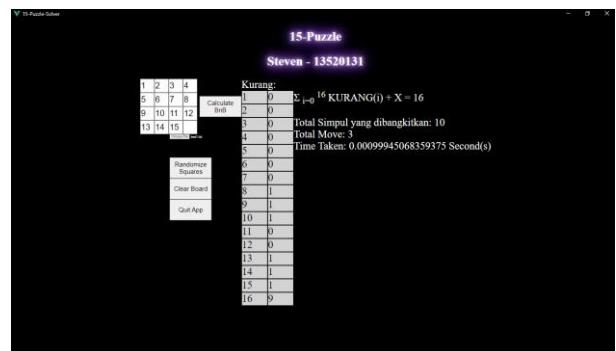 15-Puzzle-Solver
15-Puzzle
Steven - 13520131
1 2 3 4
5 6 7 8
9 10 11 12
13 14 15
Calculate
BnB
Randomize
Squares
Clear Board
Quit App
Kurang:
1 0
2 0
3 0
4 0
5 0
6 0
7 0
8 1
9 1
10 1
11 0
12 0
13 1
14 1
15 1
16 9
Σ i=0 16 KURANG(i) + X = 16
Total Simpul yang dibangkitkan: 10
Total Move: 3
Time Taken: 0.00099945068359375 Second(s)